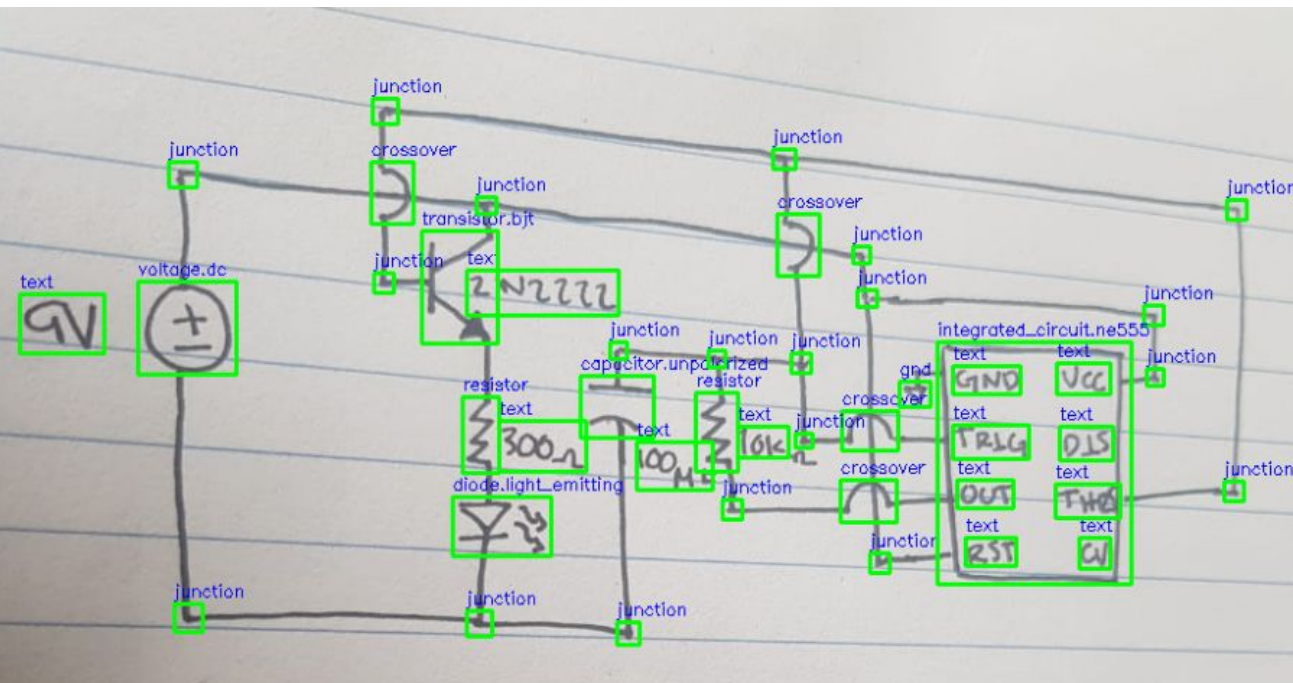 junction
junction
junction
crossover
junction
junction
junction
crossover
transistor.bjt
junction
junction
text
2N2222
voltage.dc
junction
text
9V
junction
integrated_circuit.ne555
junction
junction
junction
text
GND
text
VCC
junction
gnd
capacitor.unpolarized
resistor
resistor
crossover
text
300Ω
text
10K
Ω
junction
text
TRIG
text
DIS
text
100μ
crossover
text
OUT
text
junction
diode.light_emitting
junction
junction
text
RST
text
CV
junction
junction
junction